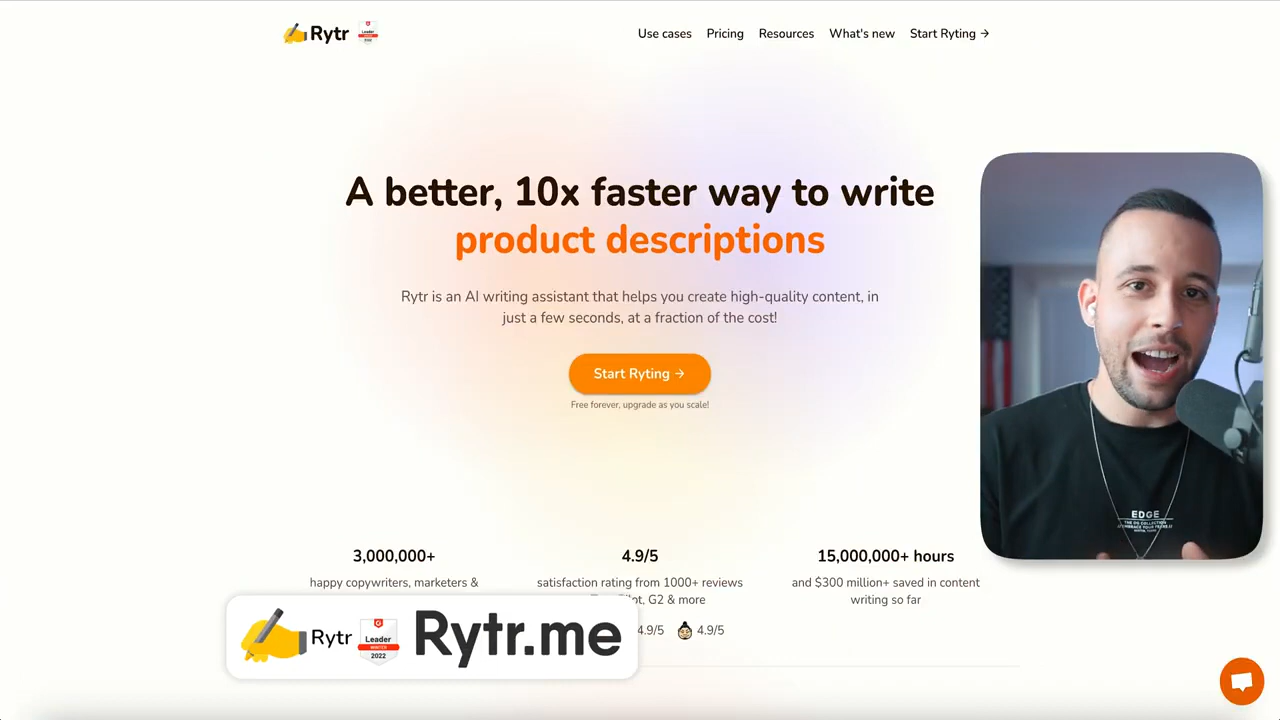 Rytr
Leader
2022
Use cases
Pricing
Resources
What's new
Start Ryting →
A better, 10x faster way to write
product descriptions
Rytr is an AI writing assistant that helps you create high-quality content, in
just a few seconds, at a fraction of the cost!
Start Ryting →
Free forever, upgrade as you scale!
3,000,000+
happy copywriters, marketers &
4.9/5
satisfaction rating from 1000+ reviews
G2 & more
4.9/5
4.9/5
15,000,000+ hours
and $300 million+ saved in content
writing so far
Rytr
Leader
WINTER
2022
Rytr.me
EDGE